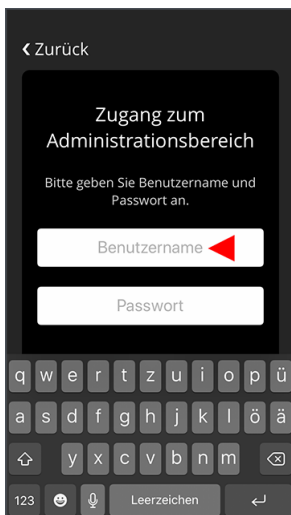 Zurück
Zugang zum
Administrationsbereich
Bitte geben Sie Benutzername und
Passwort an.
Benutzername
Passwort
q w e r t z u i o p ü
a s d f g h j k l ö ä
y x c v b n m
123 Leerzeichen